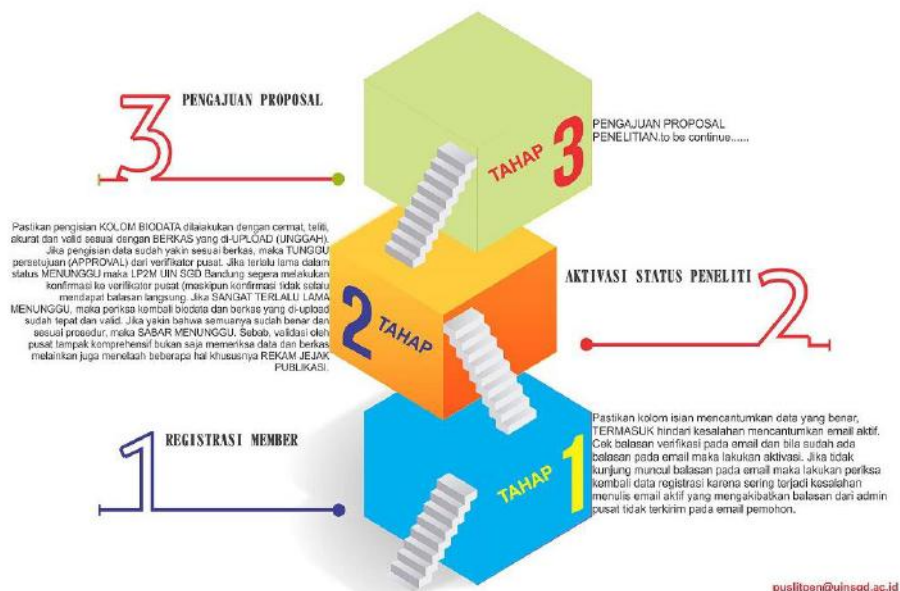 3
PENGAJUAN PROPOSAL
TAHAP 3
PENGAJUAN PROPOSAL
PENELITIAN.to be continue......
Pastikan pengisian KOLOM BIODATA dilakukan dengan cermat, teliti,
akurat dan valid sesuai dengan BERKAS yang di-UPLOAD (UNGGAH).
Jika pengisian data sudah yakin sesuai berkas, maka TUNGGU
persetujuan (APPROVAL) dari verifikator pusat. Jika terlalu lama dalam
status MENUNGGU maka LP2M UIN SGD Bandung segera melakukan
konfirmasi ke verifikator pusat (maskipun konfirmasi tidak selalu
mendapat balasan langsung. Jika SANGAT TERLALU LAMA
MENUNGGU, maka periksa kembali biodata dan berkas yang di-upload
sudah tepat dan valid. Jika yakin bahwa semuanya sudah benar dan
sesuai prosedur, maka SABAR MENUNGGU. Sebab, validasi oleh
pusat tampak komprehensif bukan saja memeriksa data dan berkas
melainkan juga menelaah beberapa hal khususnya REKAM JEJAK
PUBLIKASI.
2 TAHAP
AKTIVASI STATUS PENELITI
2
1
REGISTRASI MEMBER
TAHAP 1
Pastikan kolom isian mencantumkan data yang benar,
TERMASUK hindari kesalahan mencantumkan email aktif.
Cek balasan verifikasi pada email dan bila sudah ada
balasan pada email maka lakukan aktivasi. Jika tidak
kunjung muncul balasan pada email maka lakukan periksa
kembali data registrasi karena sering terjadi kesalahan
menulis email aktif yang mengakibatkan balasan dari admin
pusat tidak terkirim pada email pemohon.
puslitpen@uinsgd.ac.id